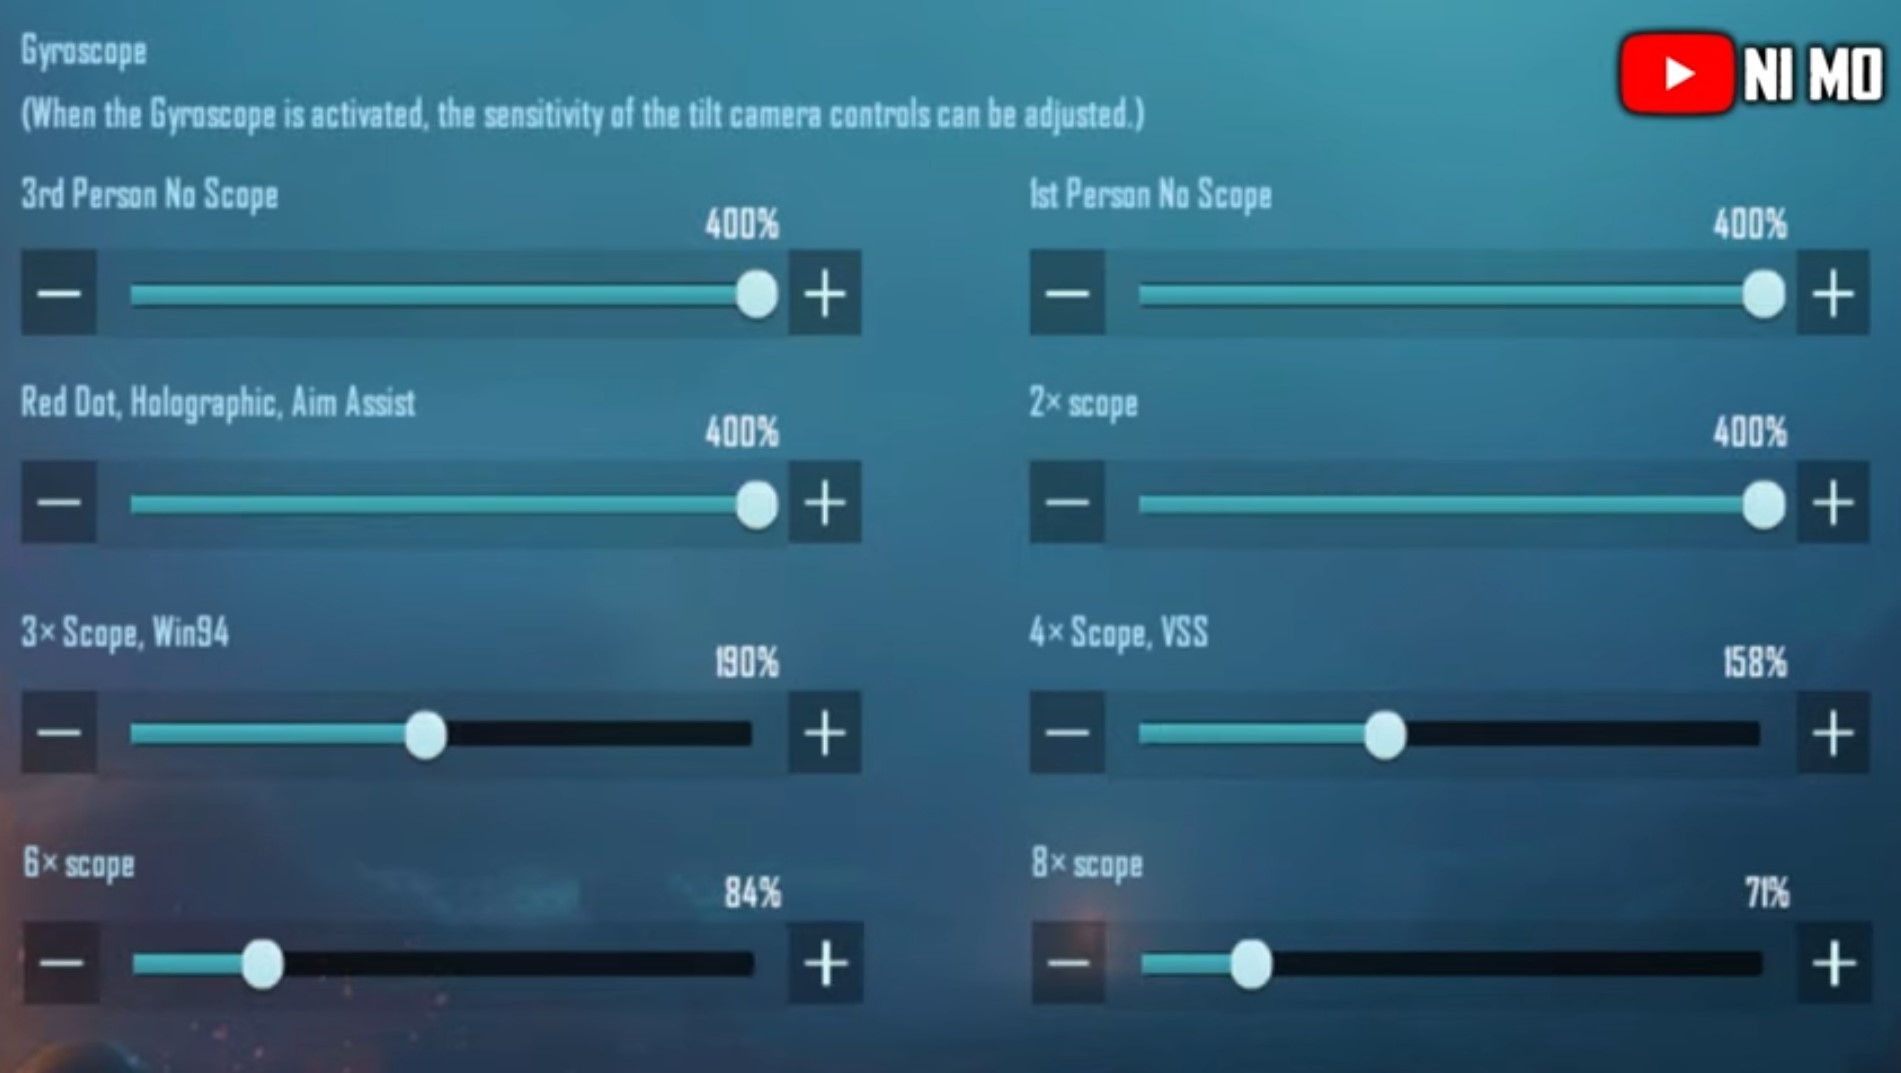 Gyroscope
NI MO
(When the Gyroscope is activated, the sensitivity of the tilt camera controls can be adjusted.)
3rd Person No Scope
400%
1st Person No Scope
400%
Red Dot, Holographic, Aim Assist
400%
2× scope
400%
3× Scope, Win94
190%
4× Scope, VSS
158%
6× scope
84%
8× scope
71%